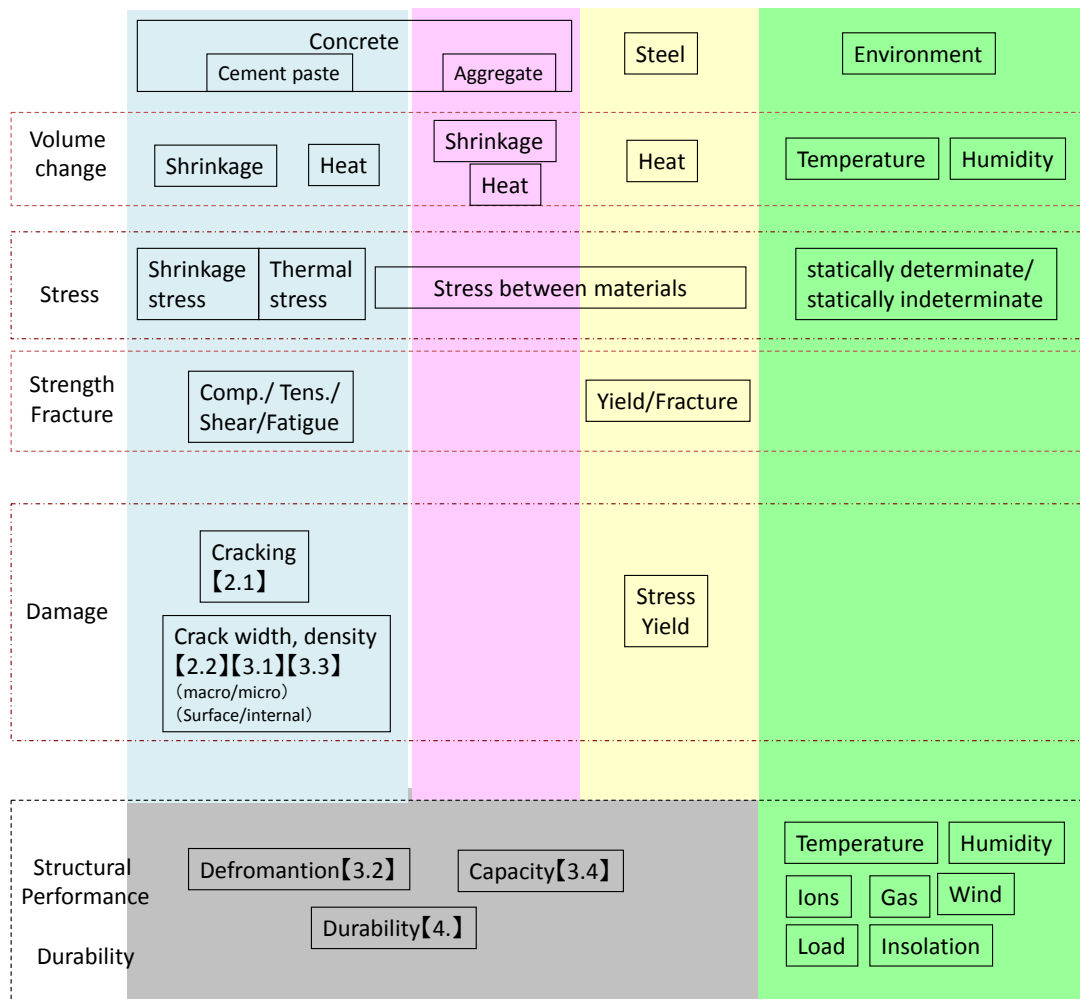 Concrete
Cement paste
Aggregate
Steel
Environment
Volume
change
Shrinkage
Heat
Shrinkage
Heat
Heat
Temperature
Humidity
Stress
Shrinkage
stress
Thermal
stress
Stress between materials
statically determinate/
statically indeterminate
Strength
Fracture
Comp./ Tens./
Shear/Fatigue
Yield/Fracture
Damage
Cracking
【2.1】
Crack width, density
【2.2】【3.1】【3.3】
(macro/micro)
(Surface/internal)
Stress
Yield
Structural
Performance
Durability
Defromantion【3.2】
Capacity【3.4】
Durability【4.】
Temperature
Humidity
Ions
Gas
Wind
Load
Insolation